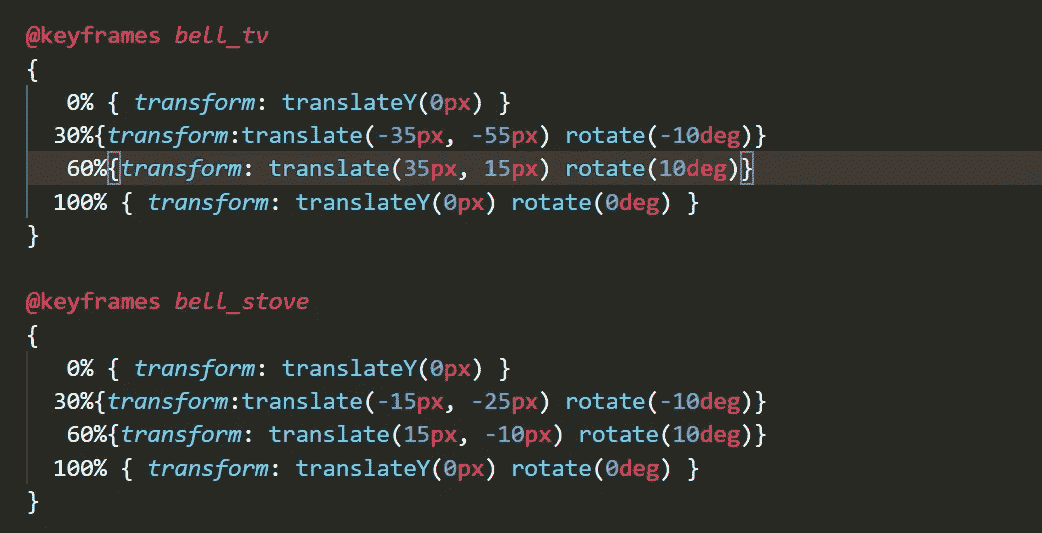 @keyframes bell_tv
{
0% { transform: translateY(0px) }
30%{transform:translate(-35px, -55px) rotate(-10deg)}
60%{transform: translate(35px, 15px) rotate(10deg)}
100% { transform: translateY(0px) rotate(0deg) }
}
@keyframes bell_stove
{
0% { transform: translateY(0px) }
30%{transform:translate(-15px, -25px) rotate(-10deg)}
60%{transform: translate(15px, -10px) rotate(10deg)}
100% { transform: translateY(0px) rotate(0deg) }
}